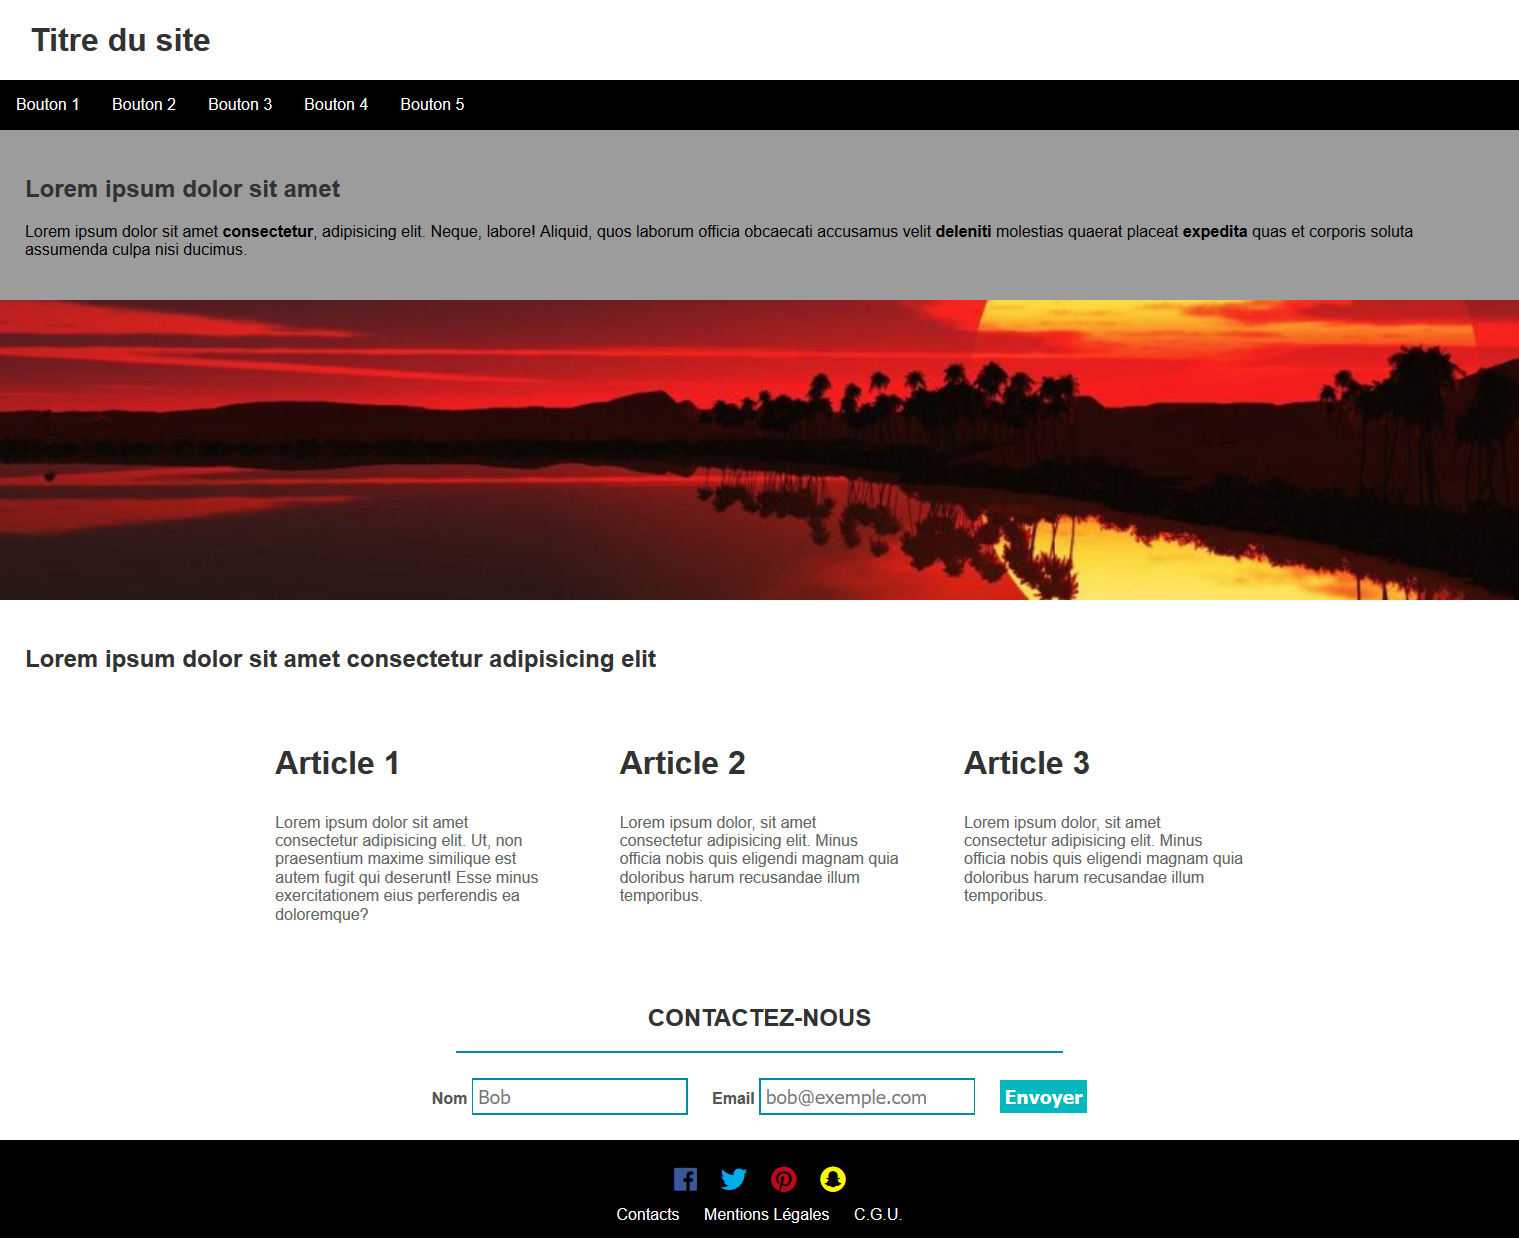 Titre du site
Bouton 1 Bouton 2 Bouton 3 Bouton 4 Bouton 5
Lorem ipsum dolor sit amet
Lorem ipsum dolor sit amet consectetur, adipisicing elit. Neque, labore! Aliquid, quos laborum officia obcaecati accusamus velit deleniti molestias quaerat placeat expedita quas et corporis soluta
assumenda culpa nisi ducimus.
Lorem ipsum dolor sit amet consectetur adipisicing elit
Article 1
Lorem ipsum dolor sit amet
consectetur adipisicing elit. Ut, non
praesentium maxime similique est
autem fugit qui deserunt! Esse minus
exercitationem eius perferendis ea
doloremque?
Article 2
Lorem ipsum dolor, sit amet
consectetur adipisicing elit. Minus
officia nobis quis eligendi magnam quia
doloribus harum recusandae illum
temporibus.
Article 3
Lorem ipsum dolor, sit amet
consectetur adipisicing elit. Minus
officia nobis quis eligendi magnam quia
doloribus harum recusandae illum
temporibus.
CONTACTEZ-NOUS
Nom Bob Email bob@exemple.com Envoyer
Contacts Mentions Légales C.G.U.